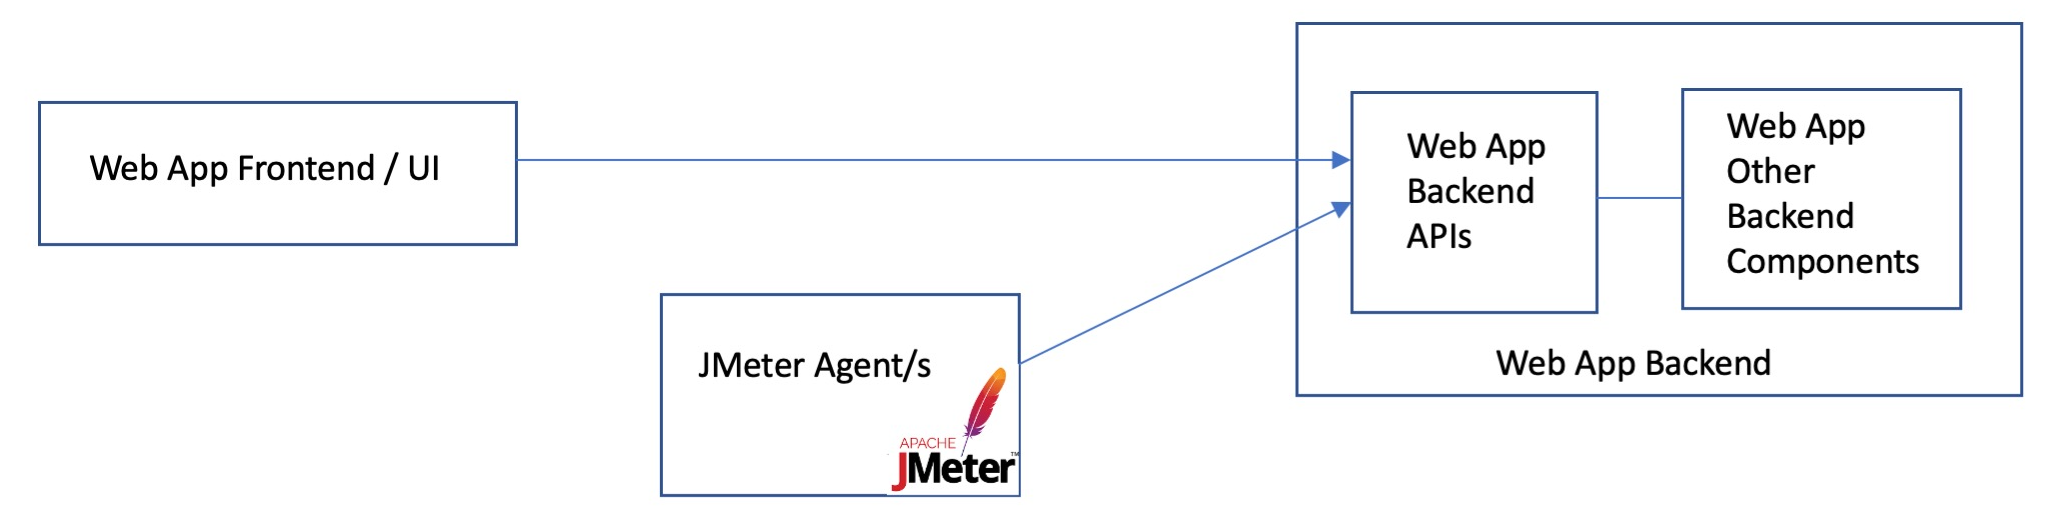 Web App Frontend / UI
Web App
Backend
APIs
Web App
Other
Backend
Components
Web App Backend
JMeter Agent/s
APACHE
JMeter™